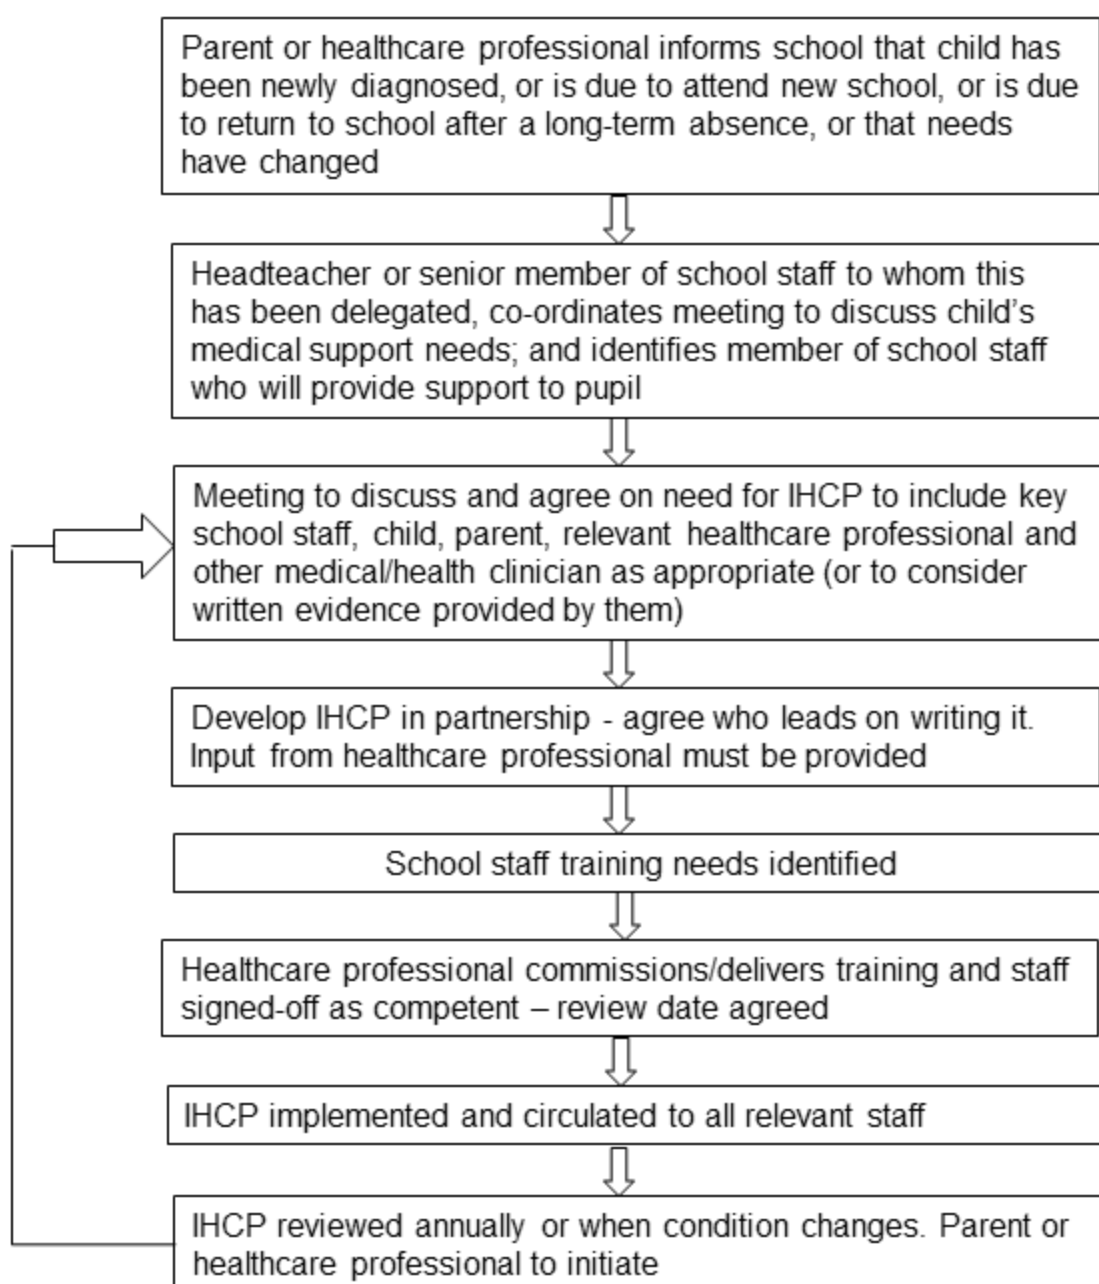 Parent or healthcare professional informs school that child has
been newly diagnosed, or is due to attend new school, or is due
to return to school after a long-term absence, or that needs
have changed
Headteacher or senior member of school staff to whom this
has been delegated, co-ordinates meeting to discuss child's
medical support needs; and identifies member of school staff
who will provide support to pupil
Meeting to discuss and agree on need for IHCP to include key
school staff, child, parent, relevant healthcare professional and
other medical/health clinician as appropriate (or to consider
written evidence provided by them)
Develop IHCP in partnership - agree who leads on writing it.
Input from healthcare professional must be provided
School staff training needs identified
Healthcare professional commissions/delivers training and staff
signed-off as competent – review date agreed
IHCP implemented and circulated to all relevant staff
IHCP reviewed annually or when condition changes. Parent or
healthcare professional to initiate